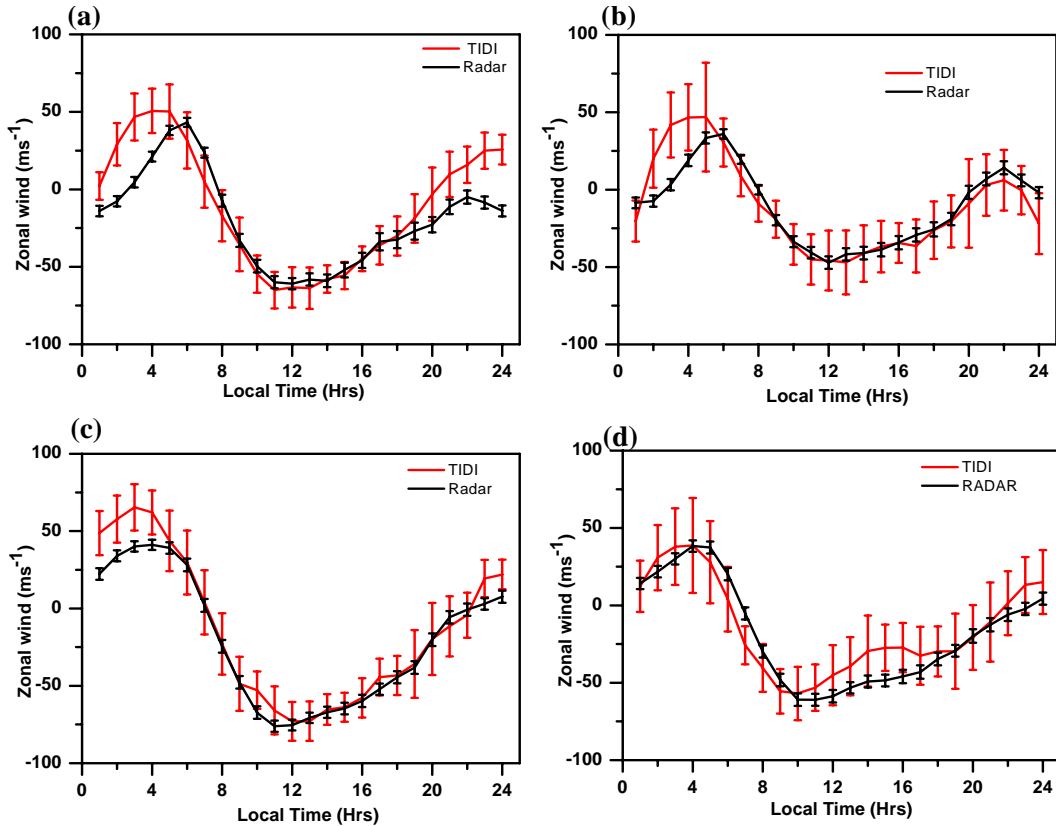 (a)
100
50
0
-50
-100
Zonal wind (ms-1)
TIDI
Radar
0 4 8 12 16 20 24
Local Time (Hrs)
(b)
100
50
0
-50
-100
Zonal wind (ms-1)
TIDI
Radar
0 4 8 12 16 20 24
Local Time (Hrs)
(c)
100
50
0
-50
-100
Zonal wind (ms-1)
TIDI
Radar
0 4 8 12 16 20 24
Local Time (Hrs)
(d)
100
50
0
-50
-100
Zonal wind (ms-1)
TIDI
RADAR
0 4 8 12 16 20 24
Local Time (Hrs)